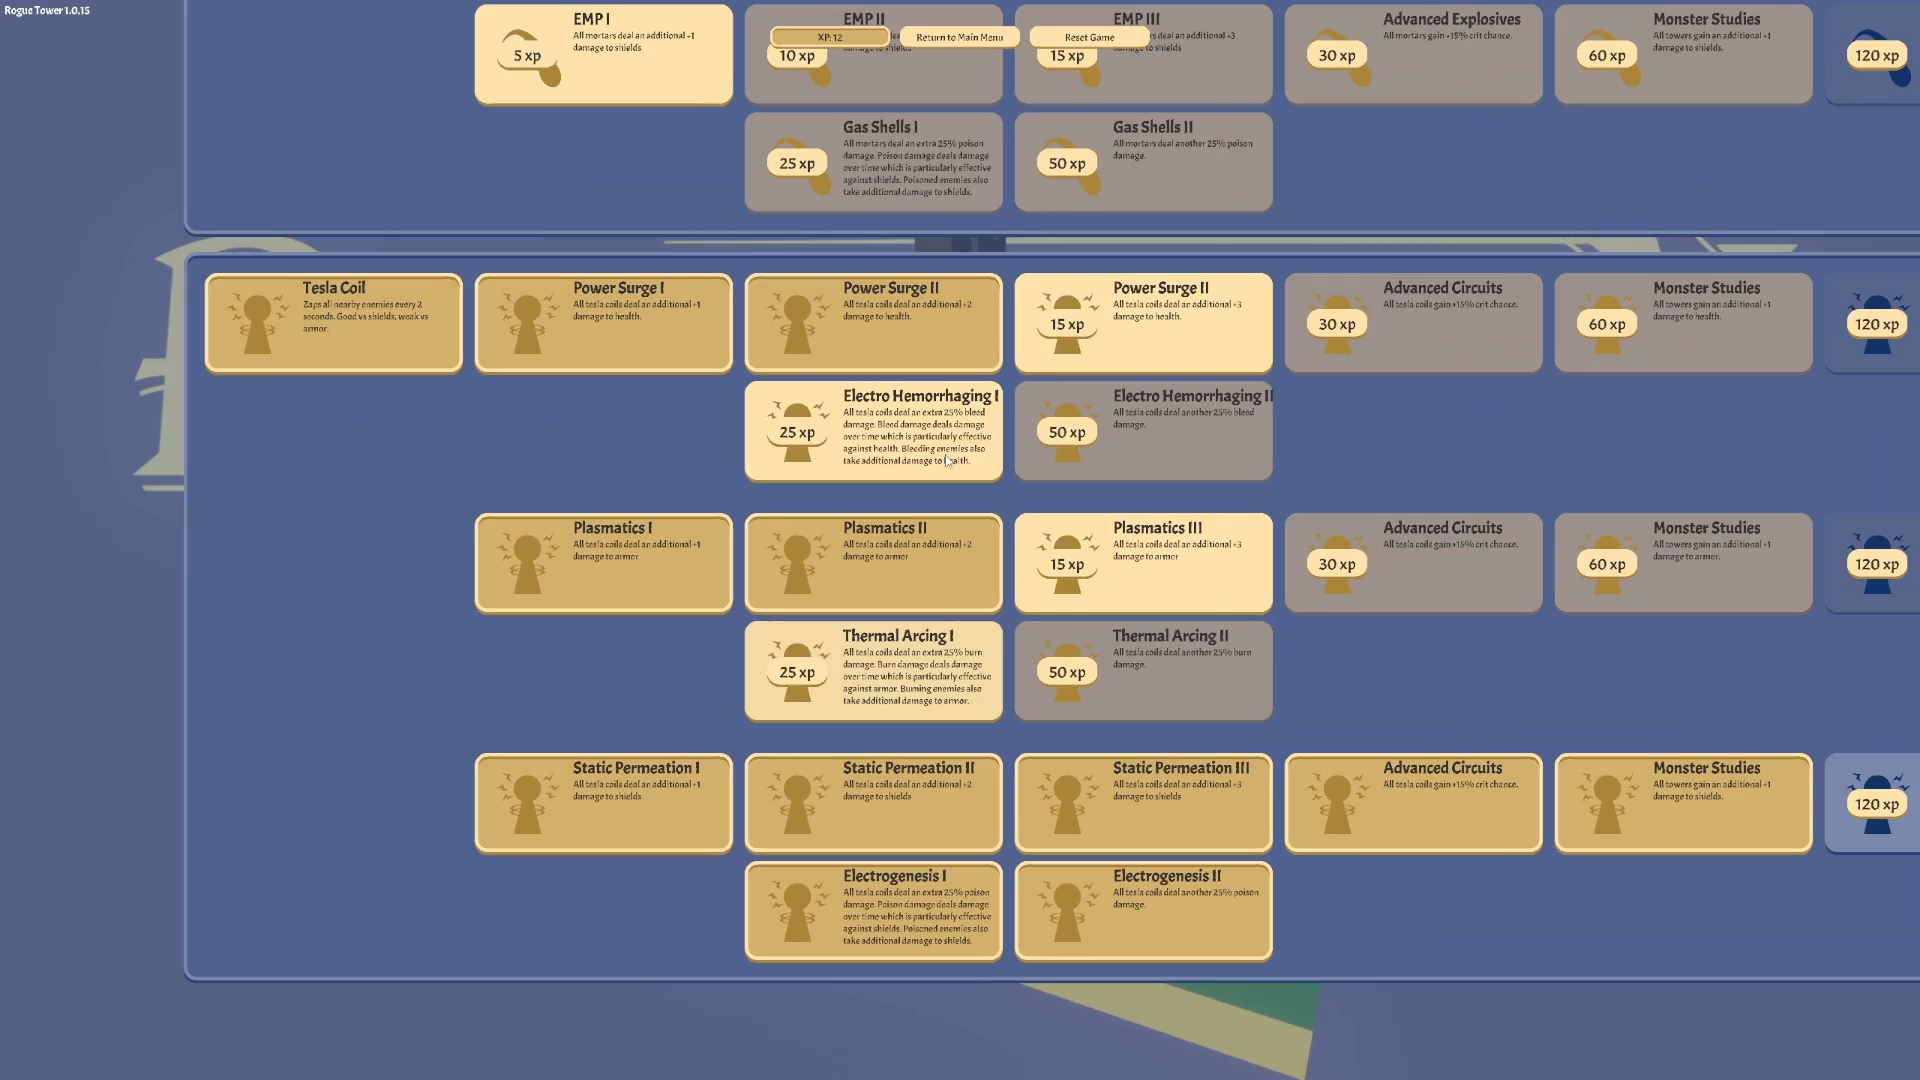 Rogue Tower 1.0.15
EMP I
All mortars deal an additional +1
damage to shields
5 xp
EMP II
damage to shields
10 xp
EMP III
rs deal an additional +3
damage to shields
15 xp
Advanced Explosives
All mortars gain +15% crit chance.
30 xp
Monster Studies
All towers gain an additional +1
damage to shields.
60 xp
120 xp
XP: 12
Return to Main Menu
Reset Game
Gas Shells I
All mortars deal an extra 25% poison
damage. Poison damage deals damage
over time which is particularly effective
against shields. Poisoned enemies also
take additional damage to shields.
25 xp
Gas Shells II
All mortars deal another 25% poison
damage.
50 xp
Tesla Coil
Zaps all nearby enemies every 2
seconds. Good vs shields, weak vs
armor.
Power Surge I
All tesla coils deal an additional +1
damage to health.
Power Surge II
All tesla coils deal an additional +2
damage to health.
Power Surge II
All tesla coils deal an additional +3
damage to health.
15 xp
Advanced Circuits
All tesla coils gain +15% crit chance.
30 xp
Monster Studies
All towers gain an additional +1
damage to health.
60 xp
120 xp
Electro Hemorrhaging I
All tesla coils deal an extra 25% bleed
damage. Bleed damage deals damage
over time which is particularly effective
against health. Bleeding enemies also
take additional damage to health.
25 xp
Electro Hemorrhaging II
All tesla coils deal another 25% bleed
damage.
50 xp
Plasmatics I
All tesla coils deal an additional +1
damage to armor
Plasmatics II
All tesla coils deal an additional +2
damage to armor
Plasmatics III
All tesla coils deal an additional +3
damage to armor
15 xp
Advanced Circuits
All tesla coils gain +15% crit chance.
30 xp
Monster Studies
All towers gain an additional +1
damage to armor.
60 xp
120 xp
Thermal Arcing I
All tesla coils deal an extra 25% burn
damage. Burn damage deals damage
over time which is particularly effective
against armor. Burning enemies also
take additional damage to armor.
25 xp
Thermal Arcing II
All tesla coils deal another 25% burn
damage.
50 xp
Static Permeation I
All tesla coils deal an additional +1
damage to shields
Static Permeation II
All tesla coils deal an additional +2
damage to shields
Static Permeation III
All tesla coils deal an additional +3
damage to shields
Advanced Circuits
All tesla coils gain +15% crit chance.
Monster Studies
All towers gain an additional +1
damage to shields.
120 xp
Electrogenesis I
All tesla coils deal an extra 25% poison
damage. Poison damage deals damage
over time which is particularly effective
against shields. Poisoned enemies also
take additional damage to shields.
Electrogenesis II
All tesla coils deal another 25% poison
damage.